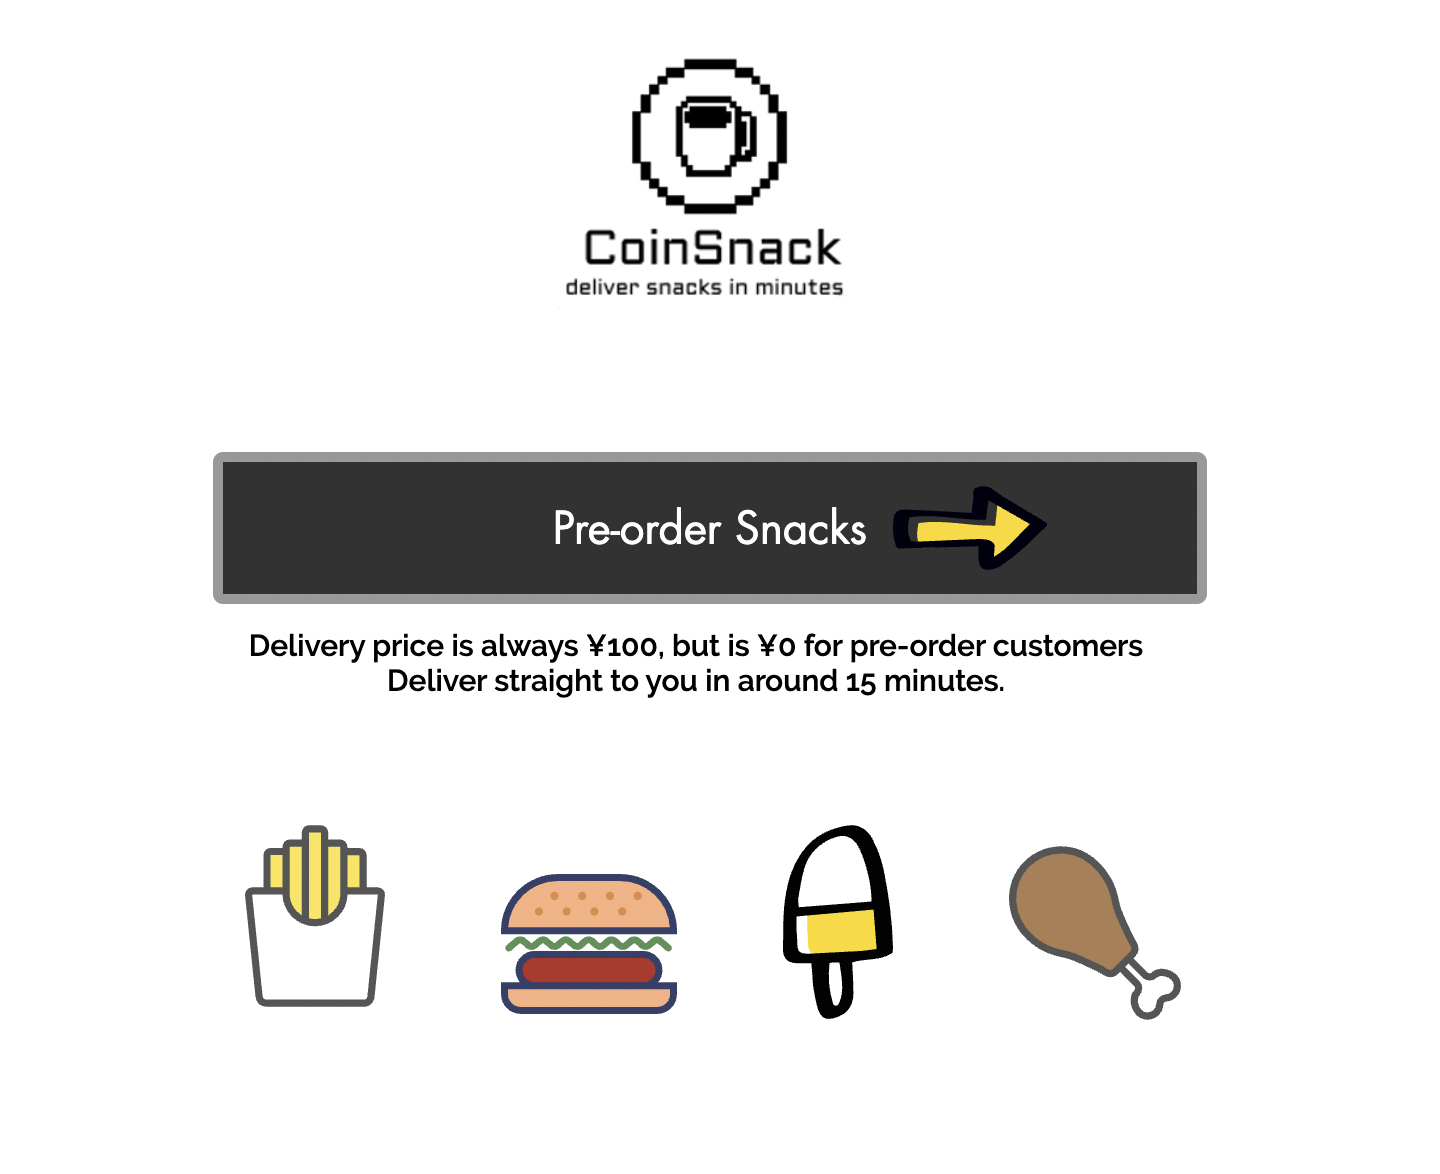 CoinSnack
deliver snacks in minutes
Pre-order Snacks
Delivery price is always ¥100, but is ¥0 for pre-order customers
Deliver straight to you in around 15 minutes.